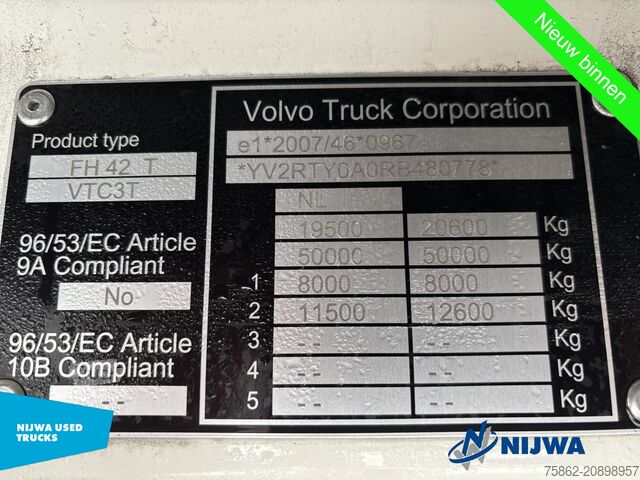 Nieuw binnen
Volvo Truck Corporation
Product type
FH 42 T
VTC3T
e1*2007/46*0967
*YV2RTY0A0RB480778*
NL
19500 20600 Kg
50000 50000 Kg
1 8000 8000 Kg
2 11500 12600 Kg
3 -- -- Kg
4 -- -- Kg
5 -- -- Kg
96/53/EC Article
9A Compliant
No
96/53/EC Article
10B Compliant
--
NIJWA USED
TRUCKS
NIJWA
75862-20898957